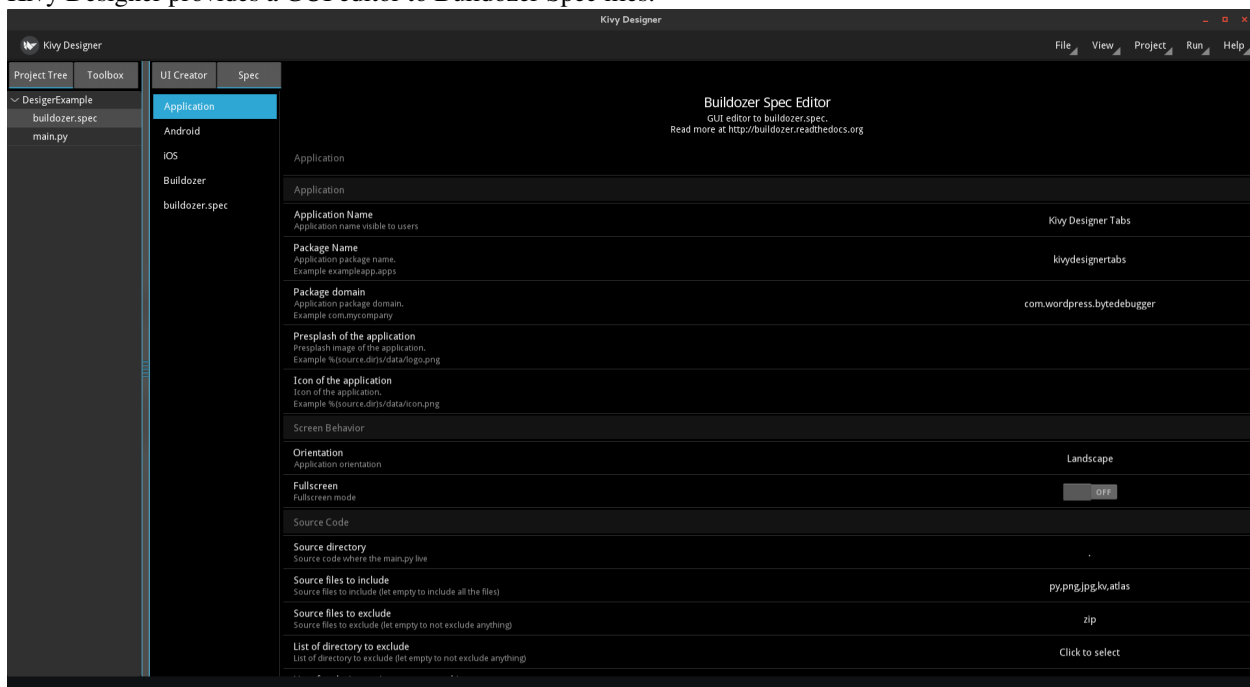 Kivy Designer provides a GUI editor to Buildozer Spec files.
Kivy Designer
Kivy Designer
File View Project Run Help
Project Tree Toolbox
UI Creator Spec
DesigerExample
buildozer.spec
main.py
Application
Android
iOS
Buildozer
buildozer.spec
Buildozer Spec Editor
GUI editor to buildozer.spec.
Read more at http://buildozer.readthedocs.org
Application
Application
Application Name
Application name visible to users
Kivy Designer Tabs
Package Name
Application package name.
Example exampleapp.apps
kivydesignertabs
Package domain
Application package domain.
Example com.mycompany
com.wordpress.bytedebugger
Presplash of the application
Presplash image of the application.
Example %(source.dir)s/data/logo.png
Icon of the application
Icon of the application.
Example %(source.dir)s/data/icon.png
Screen Behavior
Orientation
Application orientation
Landscape
Fullscreen
Fullscreen mode
OFF
Source Code
Source directory
Source code where the main.py live
.
Source files to include
Source files to include (let empty to include all the files)
py,png,jpg,kv,atlas
Source files to exclude
Source files to exclude (let empty to not exclude anything)
zip
List of directory to exclude
List of directory to exclude (let empty to not exclude anything)
Click to select